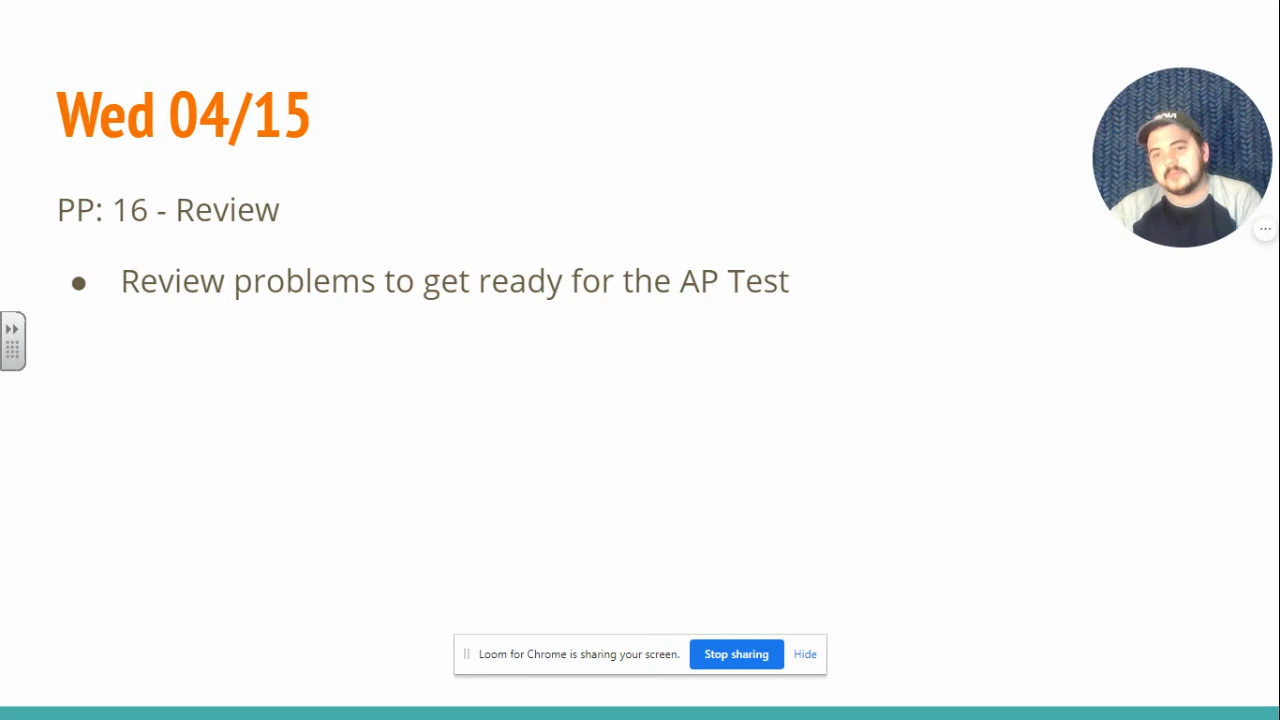 Wed 04/15
PP: 16 - Review
● Review problems to get ready for the AP Test
Loom for Chrome is sharing your screen. Stop sharing Hide